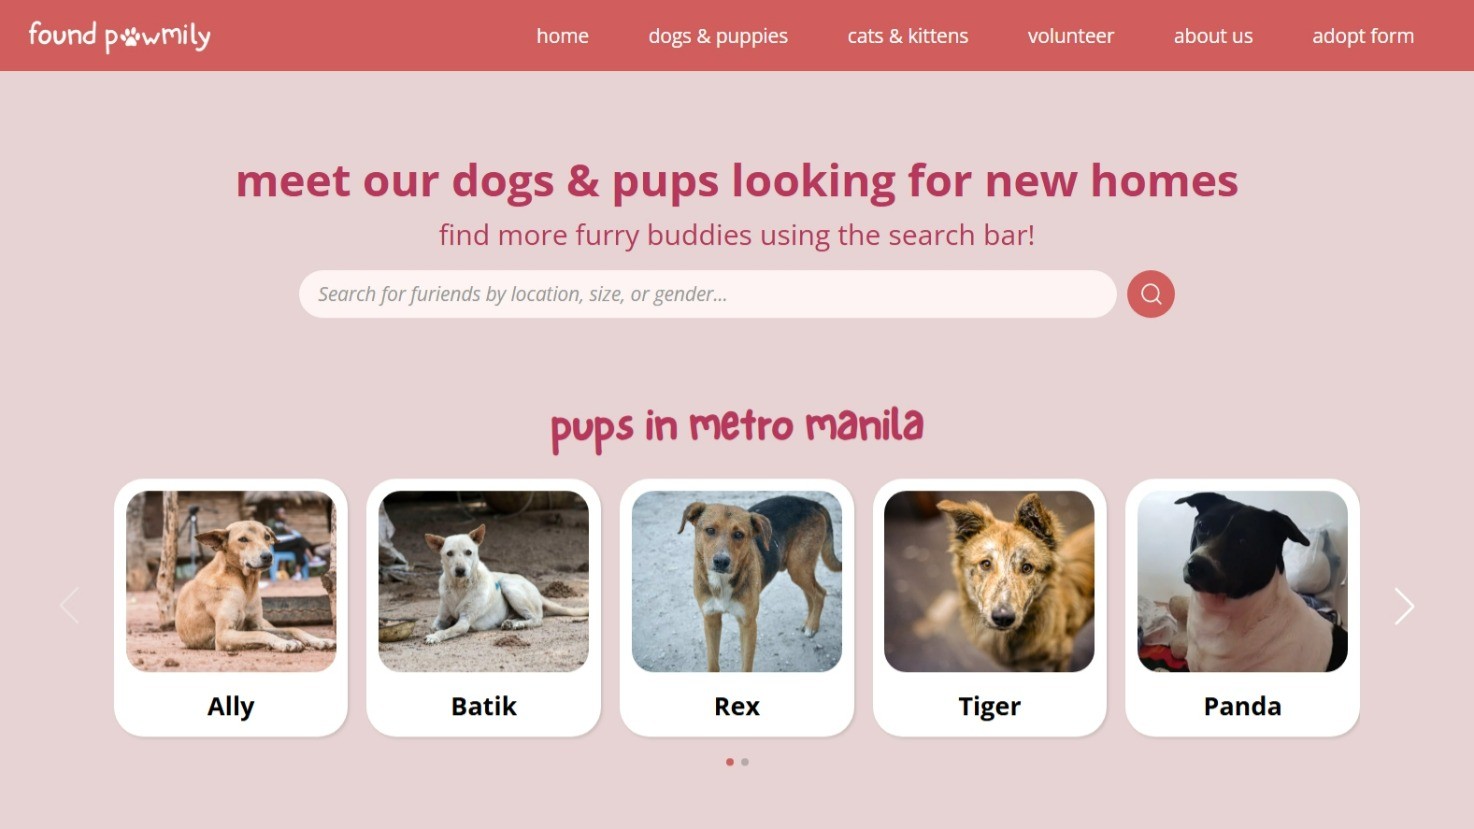 found pawmily
home
dogs & puppies
cats & kittens
volunteer
about us
adopt form
meet our dogs & pups looking for new homes
find more furry buddies using the search bar!
Search for furiends by location, size, or gender...
pups in metro manila
Ally
Batik
Rex
Tiger
Panda